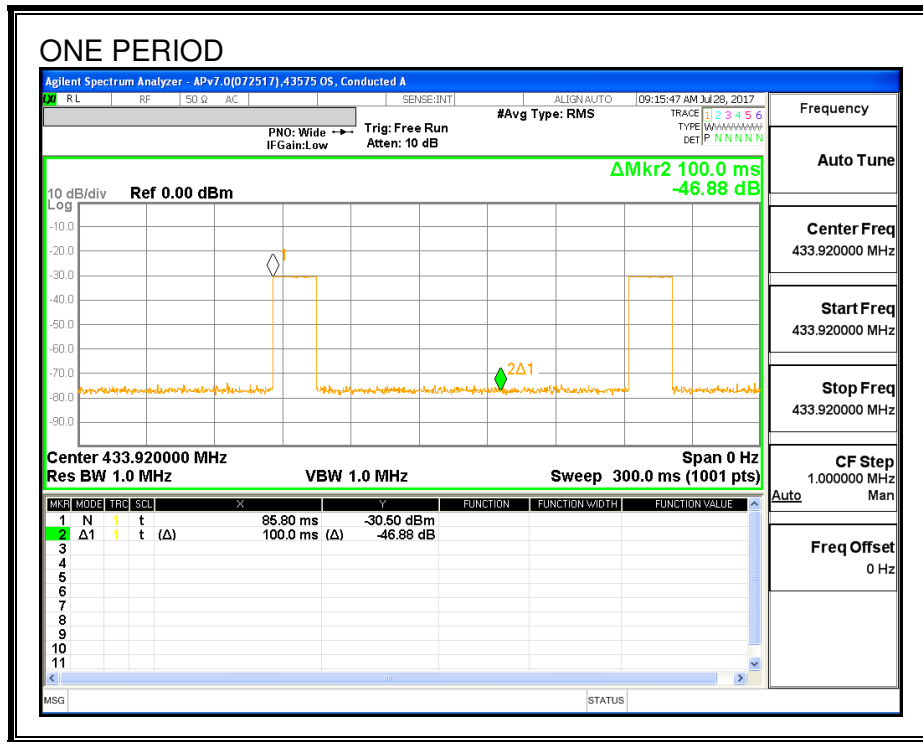 ONE PERIOD
Agilent Spectrum Analyzer - APv7.0(072517),43575 OS, Conducted A
LXI RL RF 50 Ω AC SENSE:INT ALIGN AUTO 09:15:47 AM Jul 28, 2017
PNO: Wide
IFGain:Low
Trig: Free Run
Atten: 10 dB
#Avg Type: RMS
TRACE 1 2 3 4 5 6
TYPE WWWWWW
DET P N N N N N
ΔMkr2 100.0 ms
-46.88 dB
10 dB/div Ref 0.00 dBm
Log
-10.0
-20.0
-30.0
-40.0
-50.0
-60.0
-70.0
-80.0
-90.0
1
2Δ1
Center 433.920000 MHz Span 0 Hz
Res BW 1.0 MHz VBW 1.0 MHz Sweep 300.0 ms (1001 pts)
MKR MODE TRC SCL X Y FUNCTION FUNCTION WIDTH FUNCTION VALUE
1 N 1 t 85.80 ms -30.50 dBm
2 Δ1 1 t (Δ) 100.0 ms (Δ) -46.88 dB
3
4
5
6
7
8
9
10
11
MSG STATUS
Frequency
Auto Tune
Center Freq
433.920000 MHz
Start Freq
433.920000 MHz
Stop Freq
433.920000 MHz
CF Step
1.000000 MHz
Auto Man
Freq Offset
0 Hz